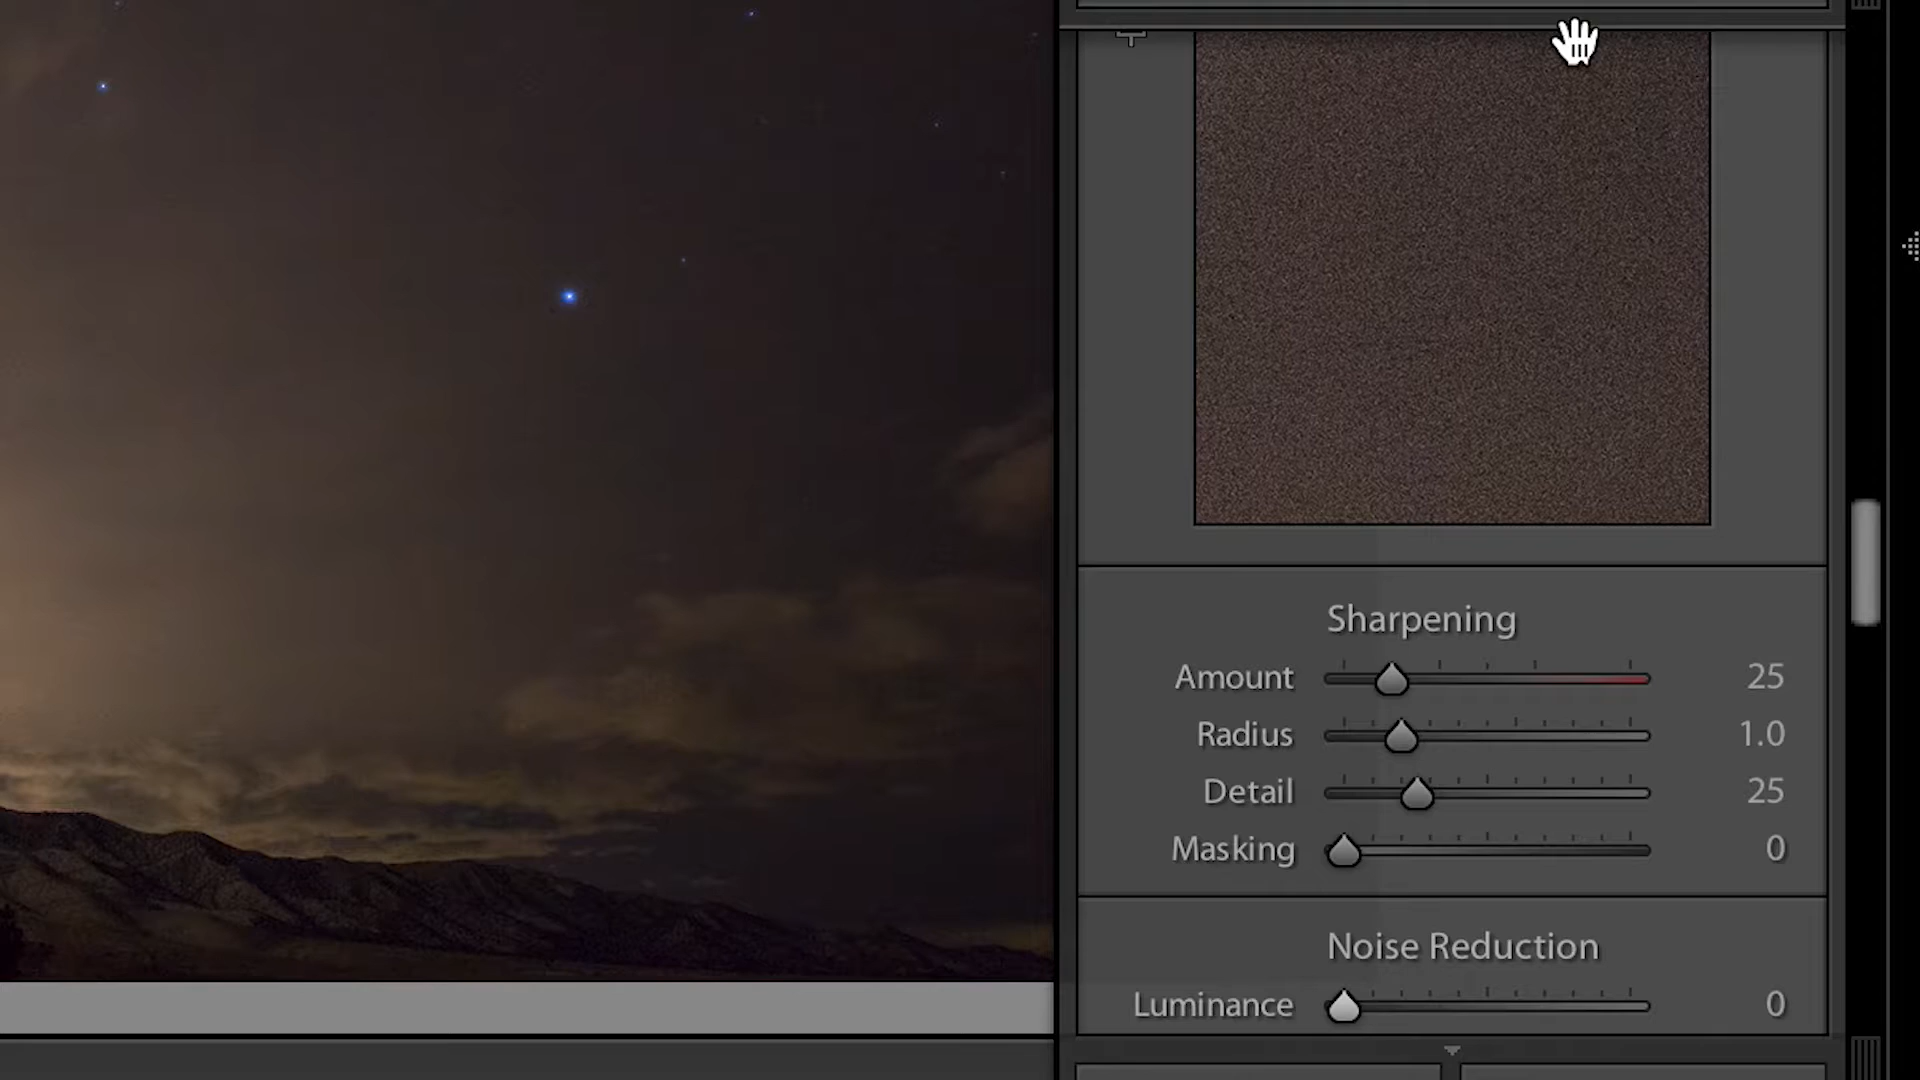 Sharpening
Amount 25
Radius 1.0
Detail 25
Masking 0
Noise Reduction
Luminance 0